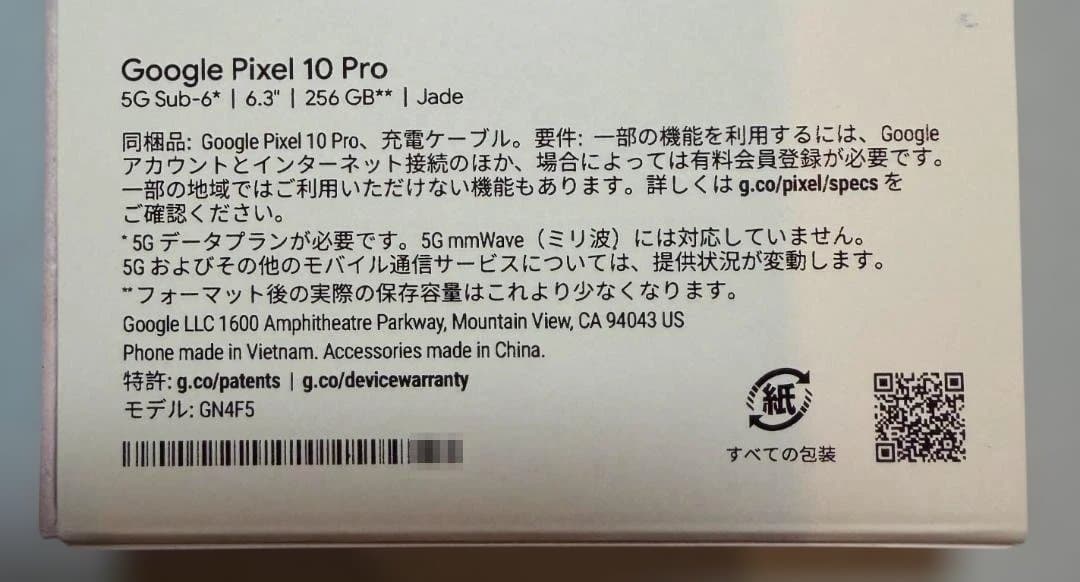 Google Pixel 10 Pro
5G Sub-6* | 6.3" | 256 GB** | Jade
同梱品: Google Pixel 10 Pro、充電ケーブル。要件: 一部の機能を利用するには、Google
アカウントとインターネット接続のほか、場合によっては有料会員登録が必要です。
一部の地域ではご利用いただけない機能もあります。詳しくは g.co/pixel/specs を
ご確認ください。
* 5G データプランが必要です。5G mmWave（ミリ波）には対応していません。
5G およびその他のモバイル通信サービスについては、提供状況が変動します。
** フォーマット後の実際の保存容量はこれより少なくなります。
Google LLC 1600 Amphitheatre Parkway, Mountain View, CA 94043 US
Phone made in Vietnam. Accessories made in China.
特許: g.co/patents | g.co/devicewarranty
モデル: GN4F5
紙
すべての包装